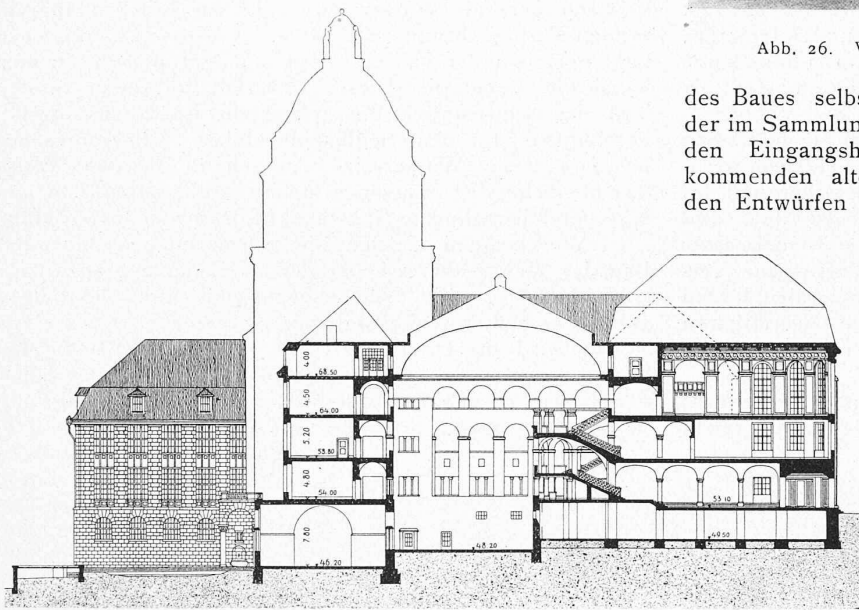 Abb. 26.
des Baues selbs
der im Sammlun
den Eingangsh
kommenden alt
den Entwürfen
4.00
68.50
4.50
64.00
5.20
58.80
4.80
54.00
7.80
46.20
48.20
53 10
49 50